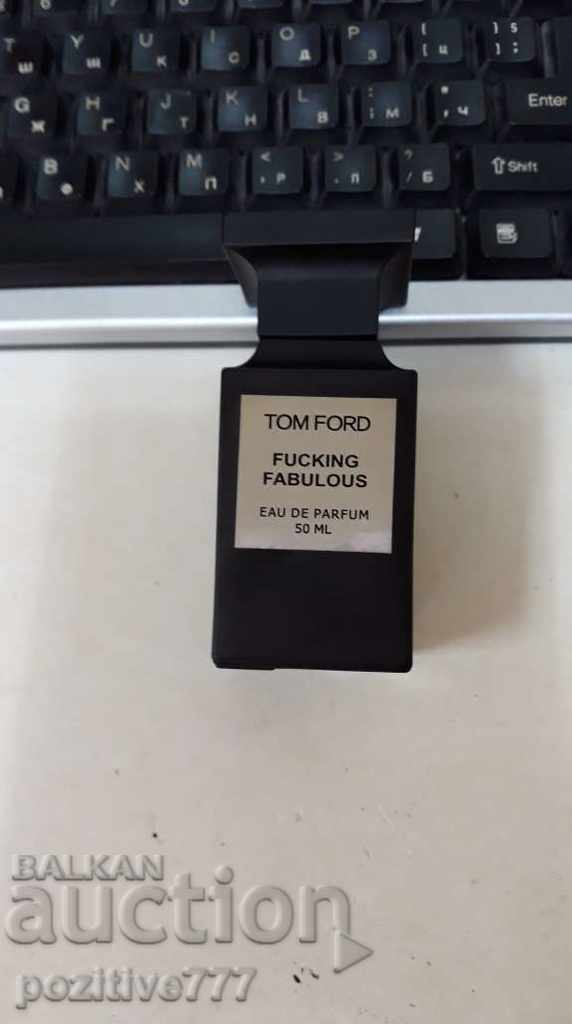 T Y U I O P { }
Ш К С Д З [ Ц ] ;
G H J K L : " Enter
Ж Г Т Н В ; М ' Ч
B N M < > ? ⇧Shift
Ф Х П , Р . Л / Б
TOM FORD
FUCKING
FABULOUS
EAU DE PARFUM
50 ML
BALKAN
auction
pozitive777